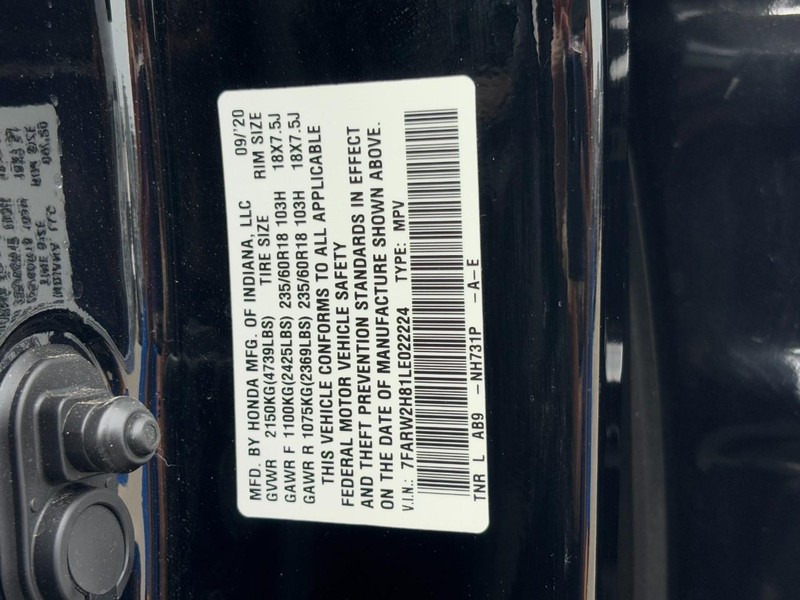 MFD. BY HONDA MFG. OF INDIANA, LLC 09/'20
GVWR 2150KG(4739LBS) TIRE SIZE RIM SIZE
GAWR F 1100KG(2425LBS) 235/60R18 103H 18X7.5J
GAWR R 1075KG(2369LBS) 235/60R18 103H 18X7.5J
THIS VEHICLE CONFORMS TO ALL APPLICABLE
FEDERAL MOTOR VEHICLE SAFETY
AND THEFT PREVENTION STANDARDS IN EFFECT
ON THE DATE OF MANUFACTURE SHOWN ABOVE.
V.I.N.: 7FARW2H81LE022224 TYPE: MPV
TNR L AB9 -NH731P -A-E